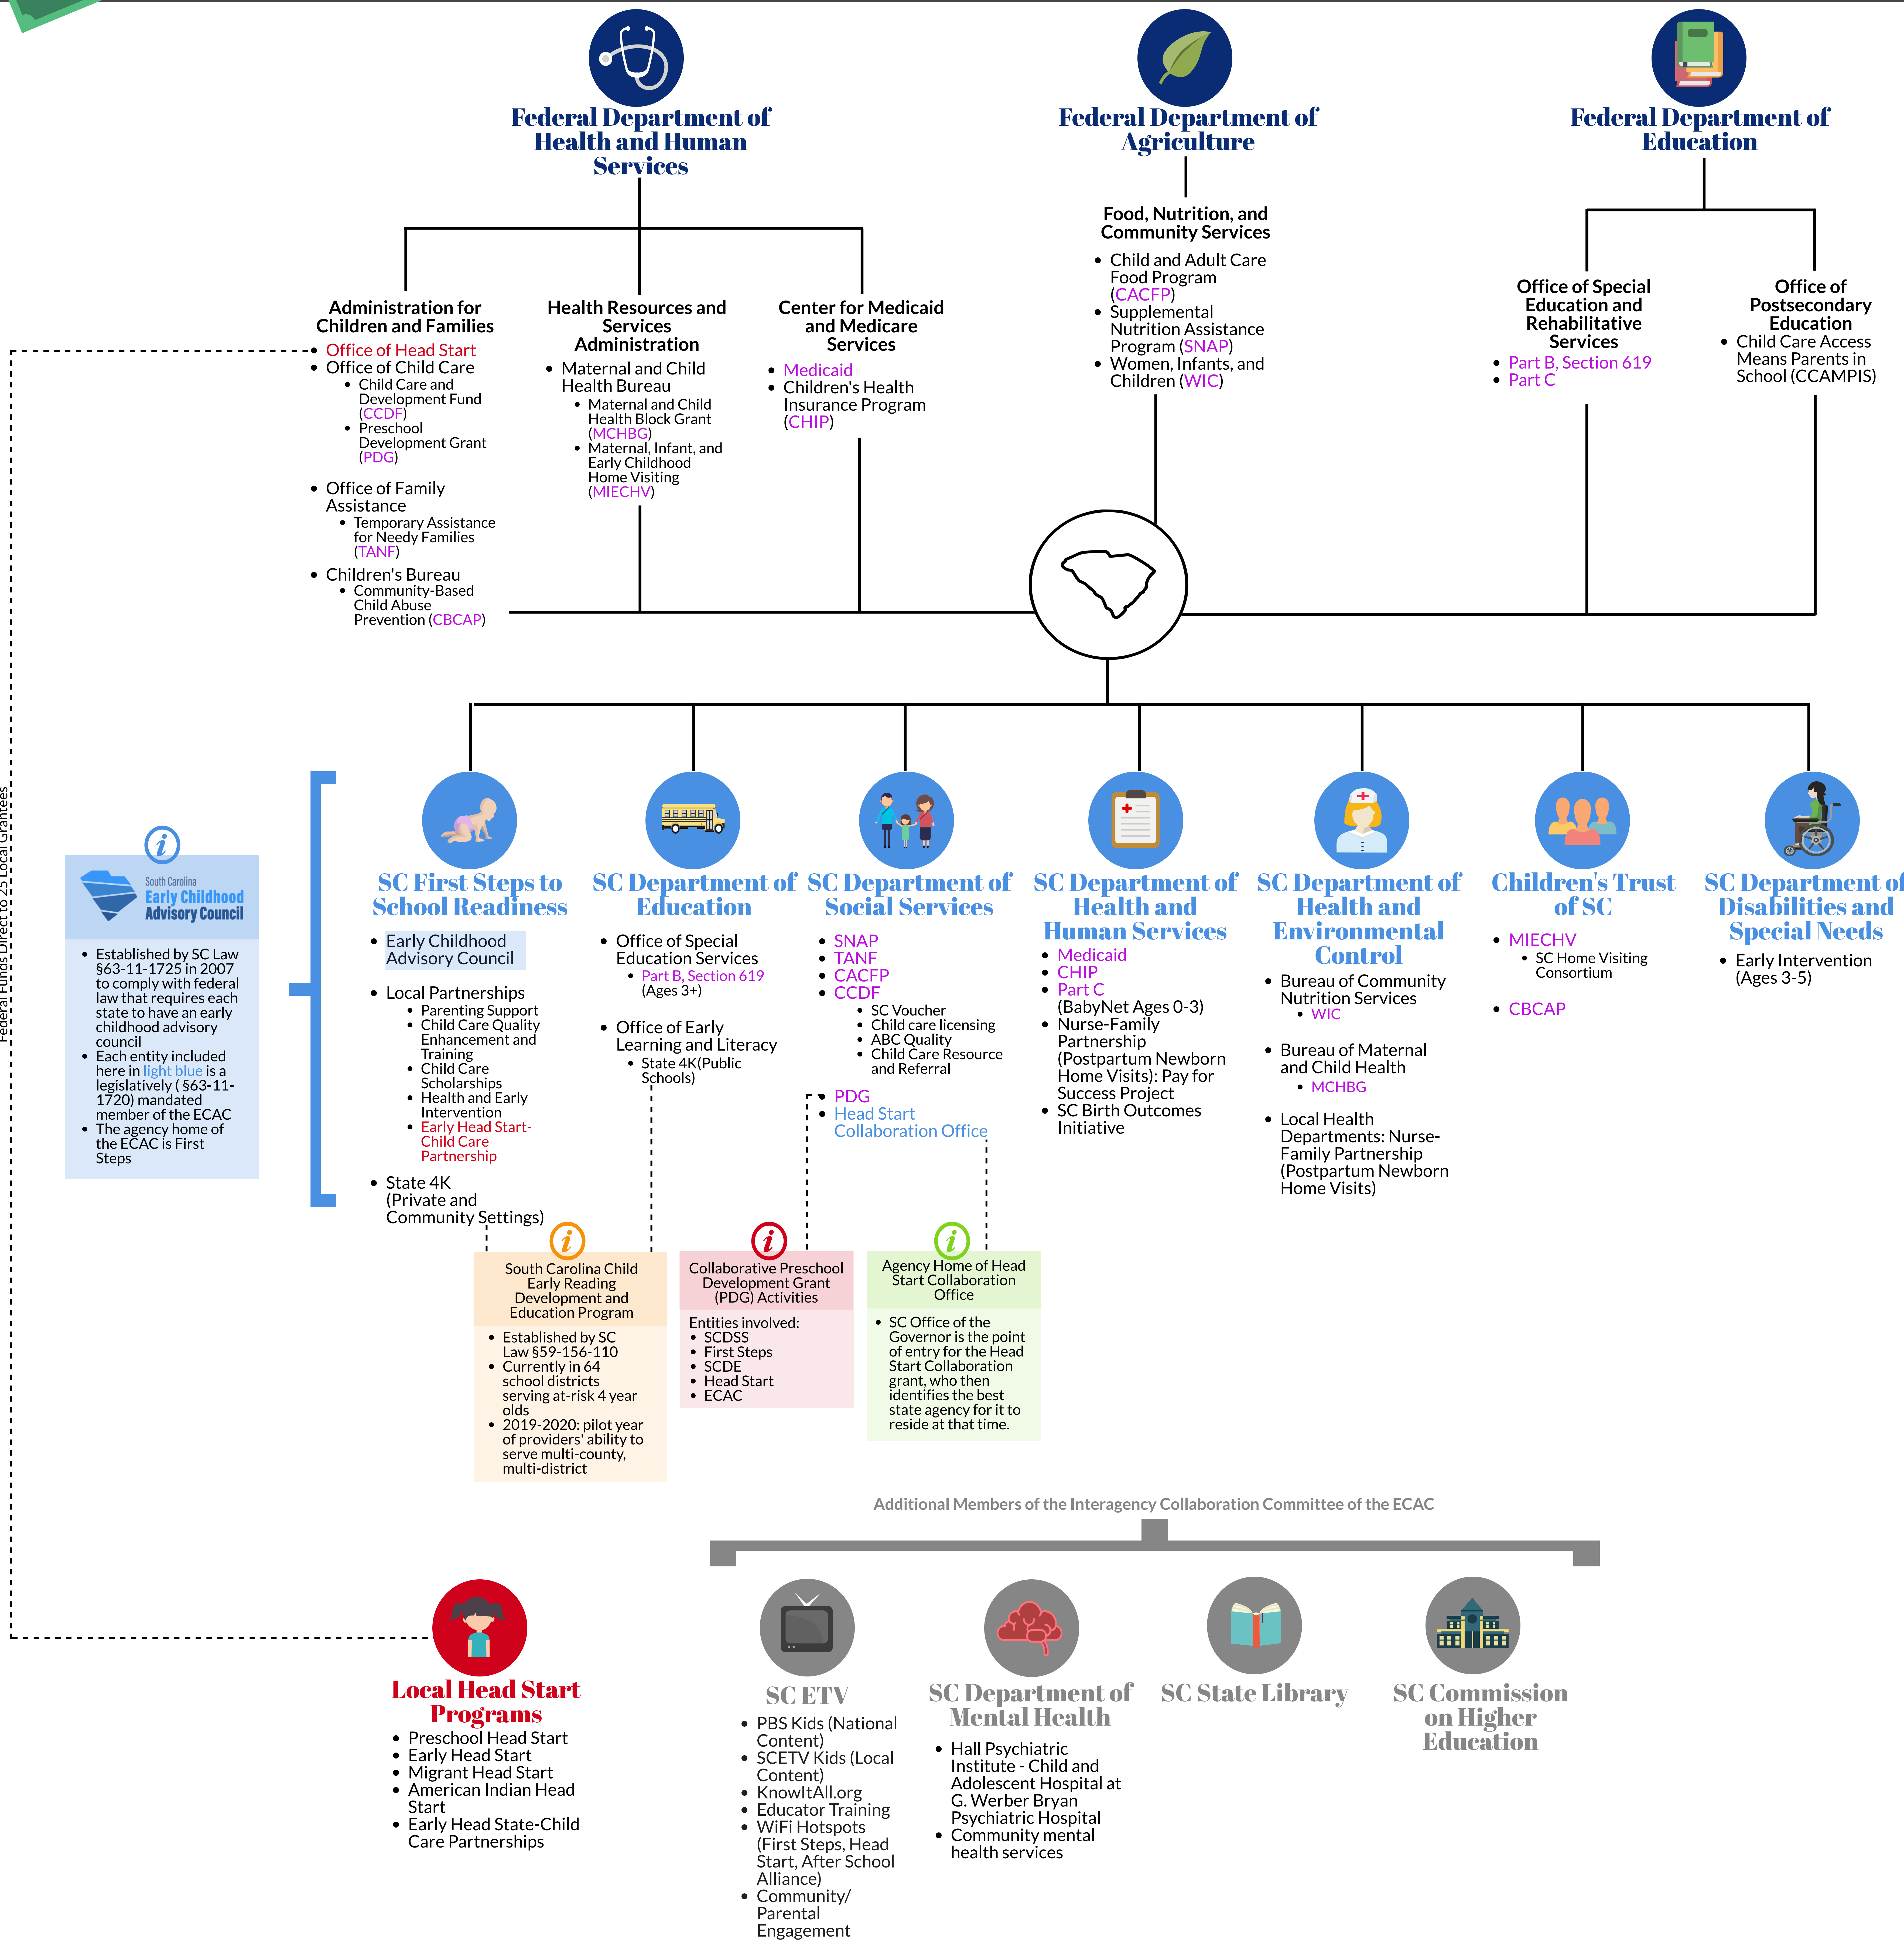 Federal Department of
Health and Human
Services
Federal Department of
Agriculture
Federal Department of
Education
Administration for
Children and Families
Office of Head Start
Office of Child Care
Child Care and
Development Fund
(CCDF)
Preschool
Development Grant
(PDG)
Office of Family
Assistance
Temporary Assistance
for Needy Families
(TANF)
Children's Bureau
Community-Based
Child Abuse
Prevention (CBCAP)
Health Resources and
Services
Administration
Maternal and Child
Health Bureau
Maternal and Child
Health Block Grant
(MCHBG)
Maternal, Infant, and
Early Childhood
Home Visiting
(MIECHV)
Center for Medicaid
and Medicare
Services
Medicaid
Children's Health
Insurance Program
(CHIP)
Food, Nutrition, and
Community Services
Child and Adult Care
Food Program
(CACFP)
Supplemental
Nutrition Assistance
Program (SNAP)
Women, Infants, and
Children (WIC)
Office of Special
Education and
Rehabilitative
Services
Part B, Section 619
Part C
Office of
Postsecondary
Education
Child Care Access
Means Parents in
School (CCAMPIS)
Federal Funds Direct to 25 Local Grantees
South Carolina
Early Childhood
Advisory Council
Established by SC Law
§63-11-1725 in 2007
to comply with federal
law that requires each
state to have an early
childhood advisory
council
Each entity included
here in light blue is a
legislatively ( §63-11-
1720) mandated
member of the ECAC
The agency home of
the ECAC is First
Steps
SC First Steps to
School Readiness
Early Childhood
Advisory Council
Local Partnerships
Parenting Support
Child Care Quality
Enhancement and
Training
Child Care
Scholarships
Health and Early
Intervention
Early Head Start-
Child Care
Partnership
State 4K
(Private and
Community Settings)
SC Department of
Education
Office of Special
Education Services
Part B, Section 619
(Ages 3+)
Office of Early
Learning and Literacy
State 4K(Public
Schools)
SC Department of
Social Services
SNAP
TANF
CACFP
CCDF
SC Voucher
Child care licensing
ABC Quality
Child Care Resource
and Referral
PDG
Head Start
Collaboration Office
SC Department of
Health and
Human Services
Medicaid
CHIP
Part C
(BabyNet Ages 0-3)
Nurse-Family
Partnership
(Postpartum Newborn
Home Visits): Pay for
Success Project
SC Birth Outcomes
Initiative
SC Department of
Health and
Environmental
Control
Bureau of Community
Nutrition Services
WIC
Bureau of Maternal
and Child Health
MCHBG
Local Health
Departments: Nurse-
Family Partnership
(Postpartum Newborn
Home Visits)
Children's Trust
of SC
MIECHV
SC Home Visiting
Consortium
CBCAP
SC Department of
Disabilities and
Special Needs
Early Intervention
(Ages 3-5)
South Carolina Child
Early Reading
Development and
Education Program
Established by SC
Law §59-156-110
Currently in 64
school districts
serving at-risk 4 year
olds
2019-2020: pilot year
of providers' ability to
serve multi-county,
multi-district
Collaborative Preschool
Development Grant
(PDG) Activities
Entities involved:
SCDSS
First Steps
SCDE
Head Start
ECAC
Agency Home of Head
Start Collaboration
Office
SC Office of the
Governor is the point
of entry for the Head
Start Collaboration
grant, who then
identifies the best
state agency for it to
reside at that time.
Additional Members of the Interagency Collaboration Committee of the ECAC
Local Head Start
Programs
Preschool Head Start
Early Head Start
Migrant Head Start
American Indian Head
Start
Early Head State-Child
Care Partnerships
SC ETV
PBS Kids (National
Content)
SCETV Kids (Local
Content)
KnowItAll.org
Educator Training
WiFi Hotspots
(First Steps, Head
Start, After School
Alliance)
Community/
Parental
Engagement
SC Department of
Mental Health
Hall Psychiatric
Institute - Child and
Adolescent Hospital at
G. Werber Bryan
Psychiatric Hospital
Community mental
health services
SC State Library
SC Commission
on Higher
Education